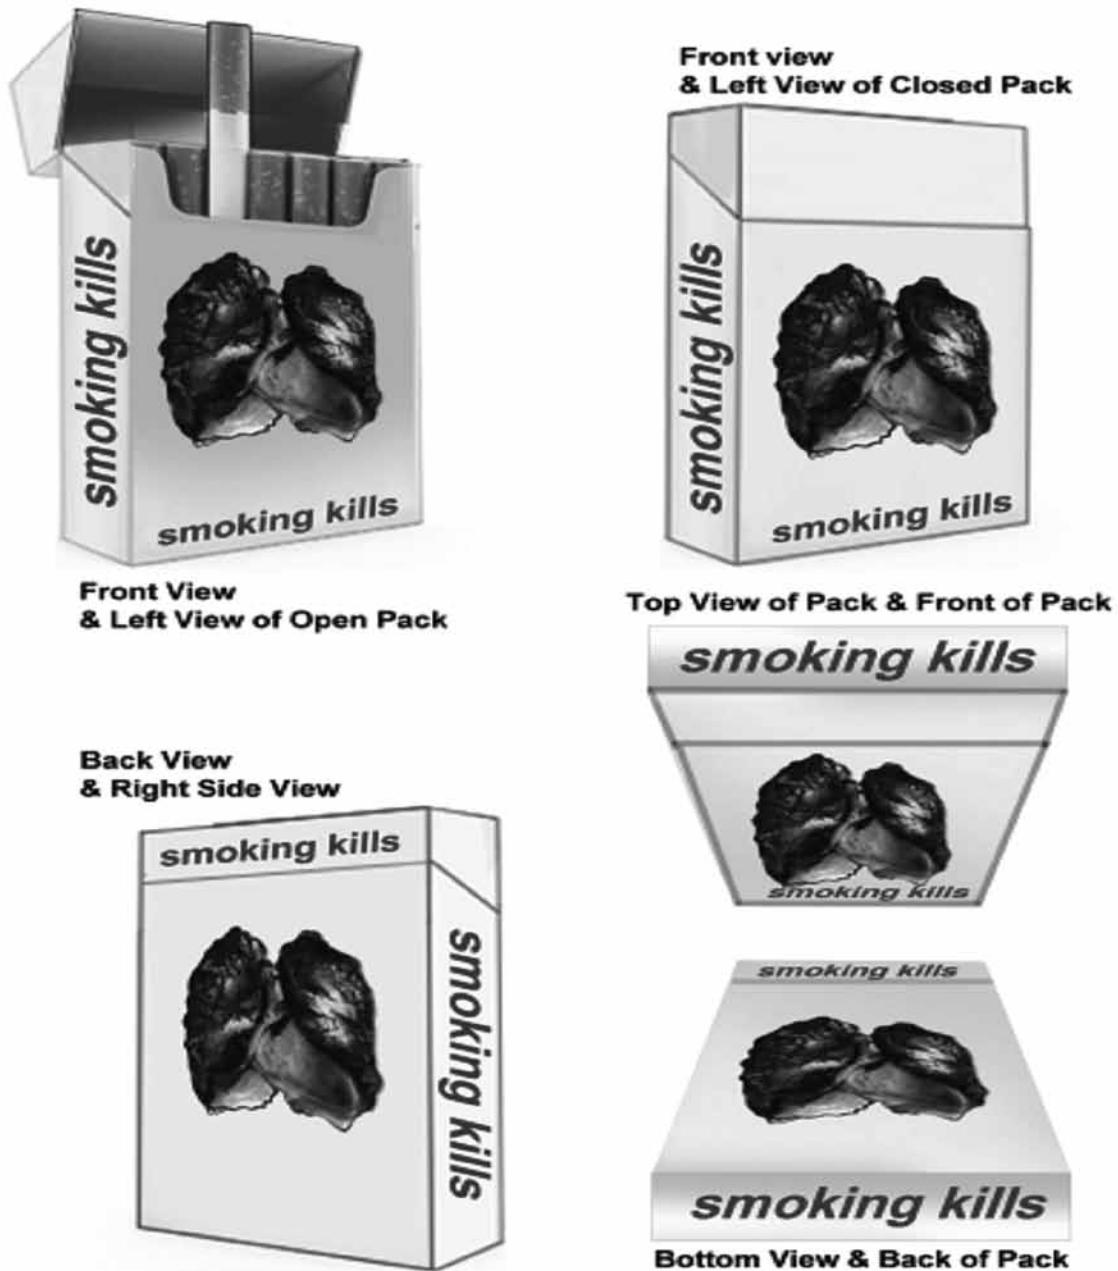 Front view
& Left View of Closed Pack
smoking kills
smoking kills
smoking kills
smoking kills
Front View
& Left View of Open Pack
Top View of Pack & Front of Pack
smoking kills
smoking kills
Back View
& Right Side View
smoking kills
smoking kills
smoking kills
smoking kills
Bottom View & Back of Pack